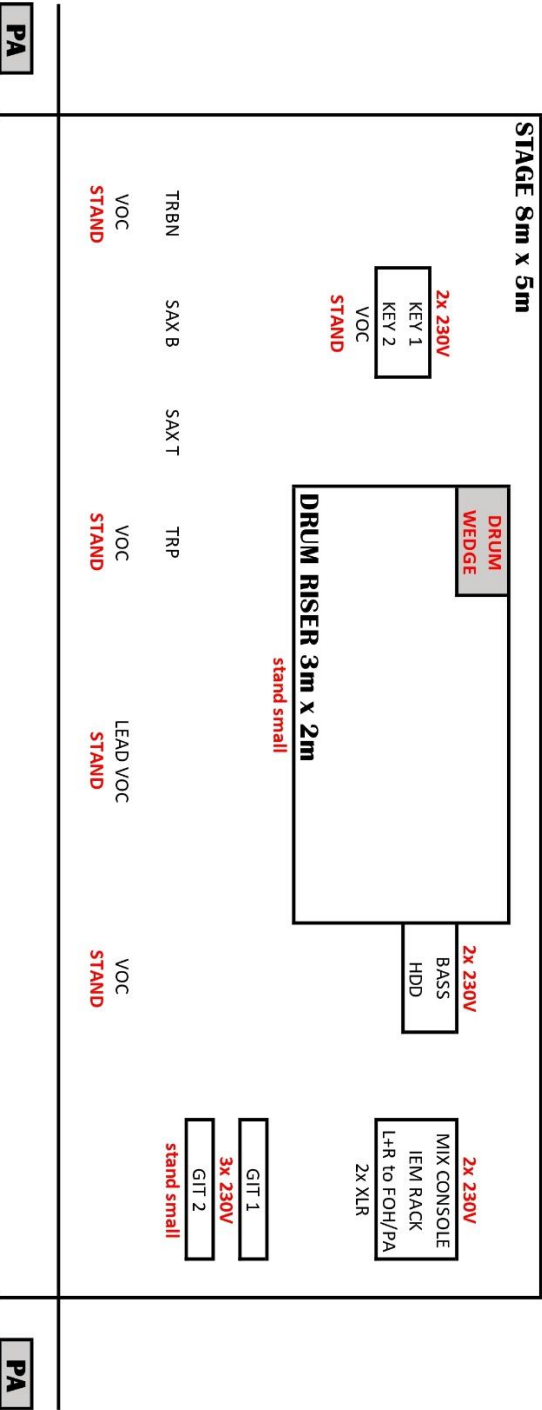 STAGE 8m x 5m
2x 230V
KEY 1
KEY 2
VOC
STAND
DRUM
WEDGE
DRUM RISER 3m x 2m
stand small
2x 230V
BASS
HDD
2x 230V
MIX CONSOLE
IEM RACK
L+R to FOH/PA
2x XLR
GIT 1
3x 230V
GIT 2
stand small
TRBN
SAX B
SAX T
TRP
VOC
STAND
VOC
STAND
LEAD VOC
STAND
VOC
STAND
PA
PA